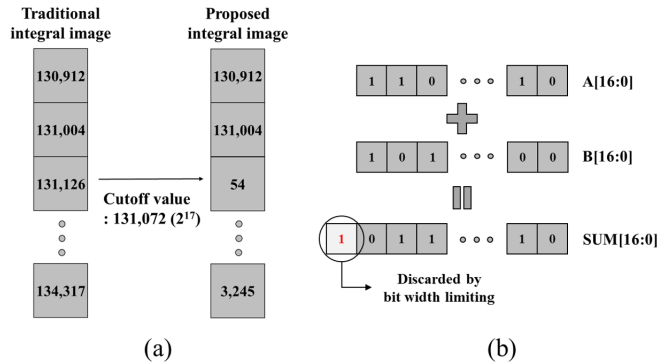 Traditional
integral image
Proposed
integral image
130,912
131,004
131,126
134,317
Cutoff value
: 131,072 (2¹⁷)
130,912
131,004
54
3,245
(a)
1 1 0 1 0 A[16:0]
1 0 1 0 0 B[16:0]
1 0 1 1 1 0 SUM[16:0]
Discarded by
bit width limiting
(b)